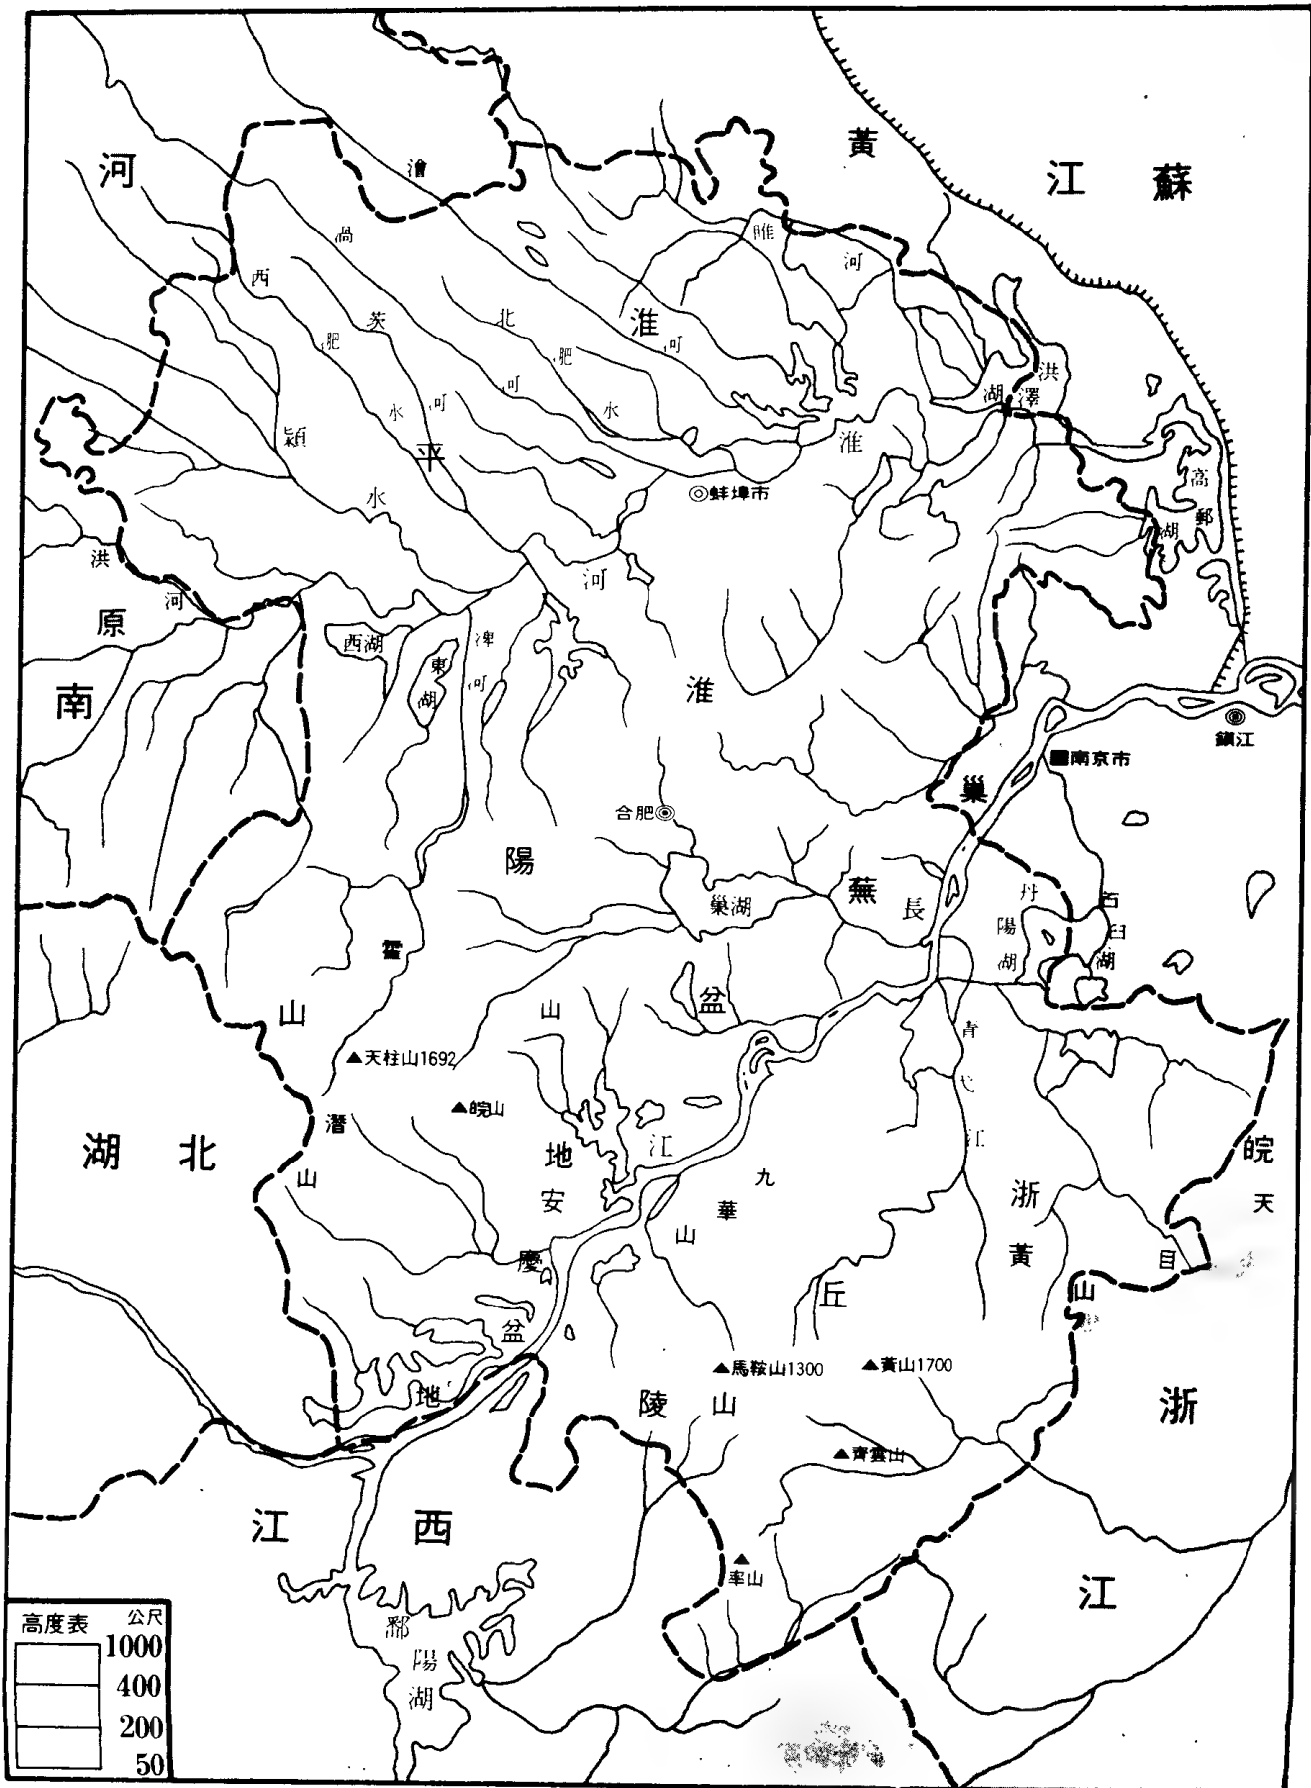 河南
黃
江蘇
湖北
江西
浙江
黃淮平原
淮陽山地
巢蕪盆地
安慶盆地
皖浙丘陵
澮河
渦河
西肥水
茨河
北肥水
睢河
潁水
淮河
洪河
淠河
洪澤湖
高郵湖
西湖
東湖
巢湖
丹陽湖
石臼湖
鄱陽湖
長江
青弋江
◎蚌埠市
合肥◎
■南京市
◎
鎮江
霍山
潛山
九華山
天目山
黃山
▲天柱山1692
▲皖山
▲馬鞍山1300
▲黃山1700
▲齊雲山
▲
率山
高度表 公尺
1000
400
200
50